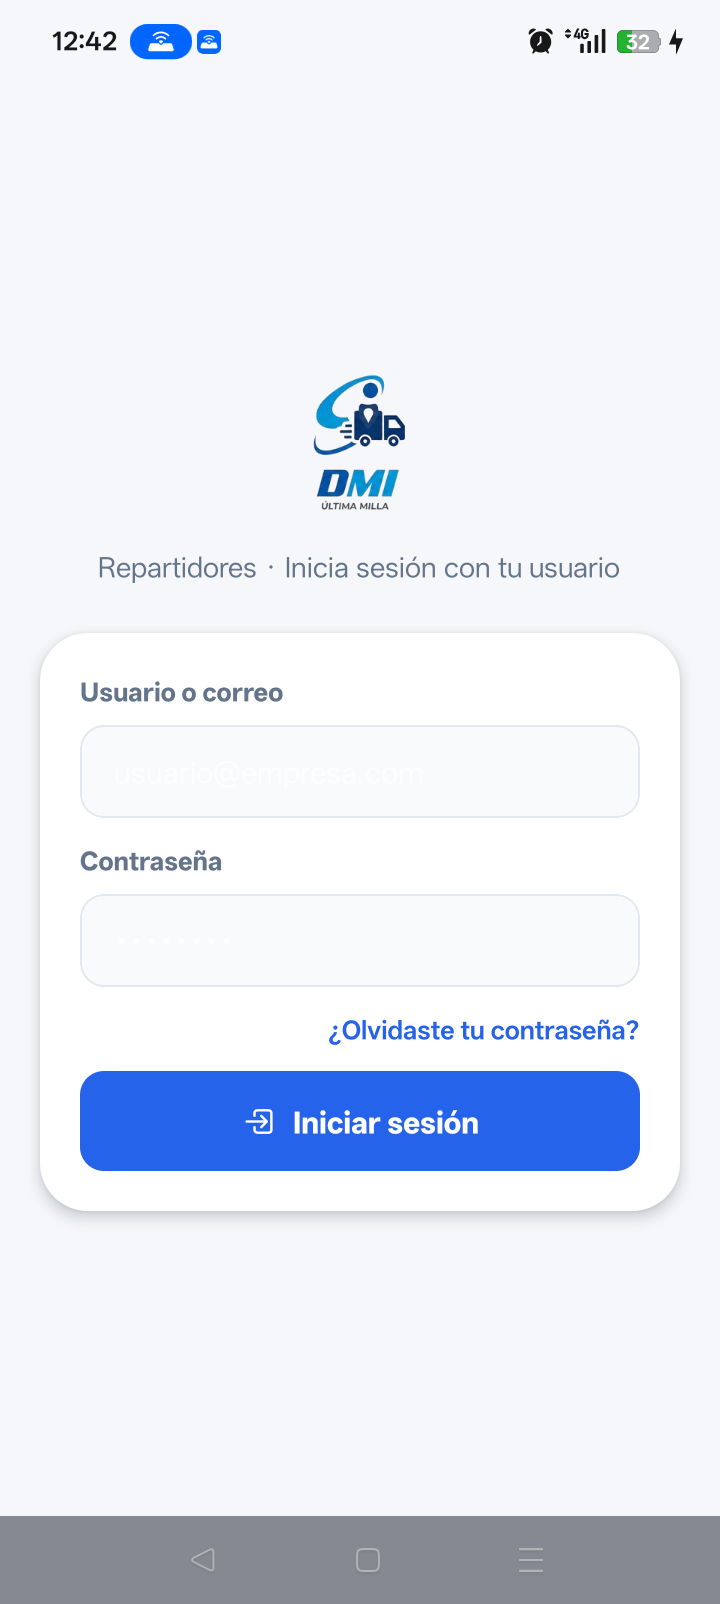 12:42
4G
32
DMI
ÚLTIMA MILLA
Repartidores · Inicia sesión con tu usuario
Usuario o correo
usuario@empresa.com
Contraseña
••••••••
¿Olvidaste tu contraseña?
Iniciar sesión